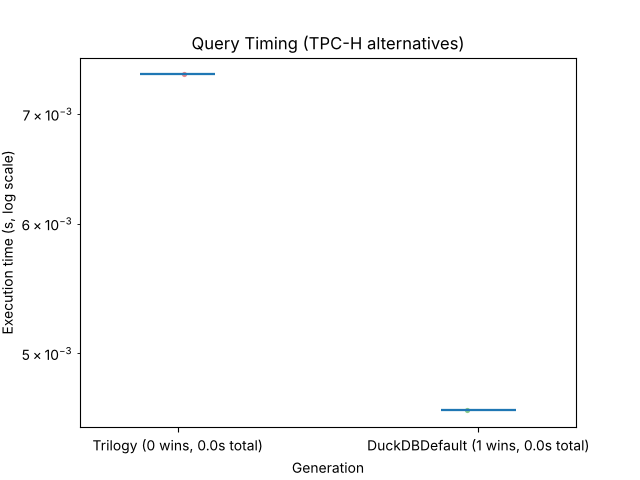 Query Timing (TPC-H alternatives)
Execution time (s, log scale)
7 × 10⁻³
6 × 10⁻³
5 × 10⁻³
Trilogy (0 wins, 0.0s total)
DuckDBDefault (1 wins, 0.0s total)
Generation